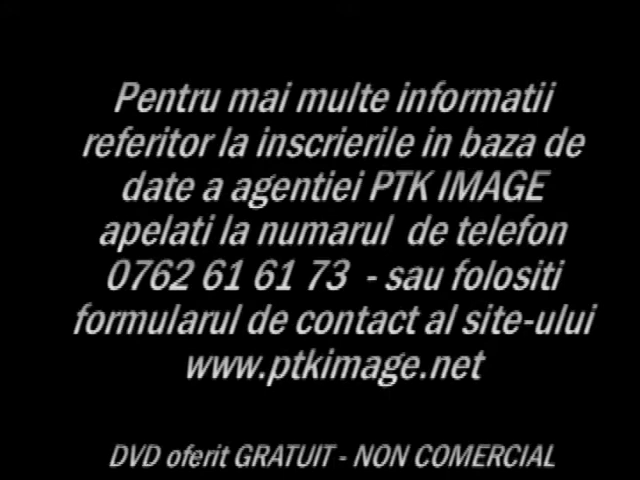 Pentru mai multe informatii
referitor la inscrierile in baza de
date a agentiei PTK IMAGE
apelati la numarul de telefon
0762 61 61 73 - sau folositi
formularul de contact al site-ului
www.ptkimage.net
DVD oferit GRATUIT - NON COMERCIAL